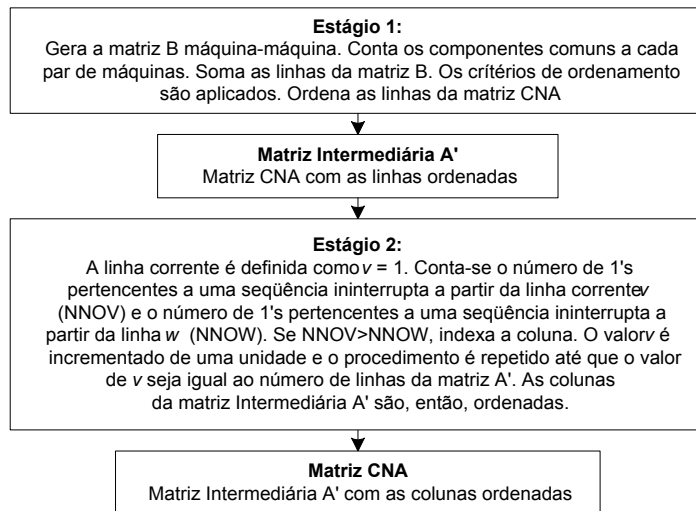 Estágio 1:
Gera a matriz B máquina-máquina. Conta os componentes comuns a cada
par de máquinas. Soma as linhas da matriz B. Os crítérios de ordenamento
são aplicados. Ordena as linhas da matriz CNA
Matriz Intermediária A'
Matriz CNA com as linhas ordenadas
Estágio 2:
A linha corrente é definida como v = 1. Conta-se o número de 1's
pertencentes a uma seqüência ininterrupta a partir da linha corrente v
(NNOV) e o número de 1's pertencentes a uma seqüência ininterrupta a
partir da linha w (NNOW). Se NNOV>NNOW, indexa a coluna. O valor v é
incrementado de uma unidade e o procedimento é repetido até que o valor
de v seja igual ao número de linhas da matriz A'. As colunas
da matriz Intermediária A' são, então, ordenadas.
Matriz CNA
Matriz Intermediária A' com as colunas ordenadas